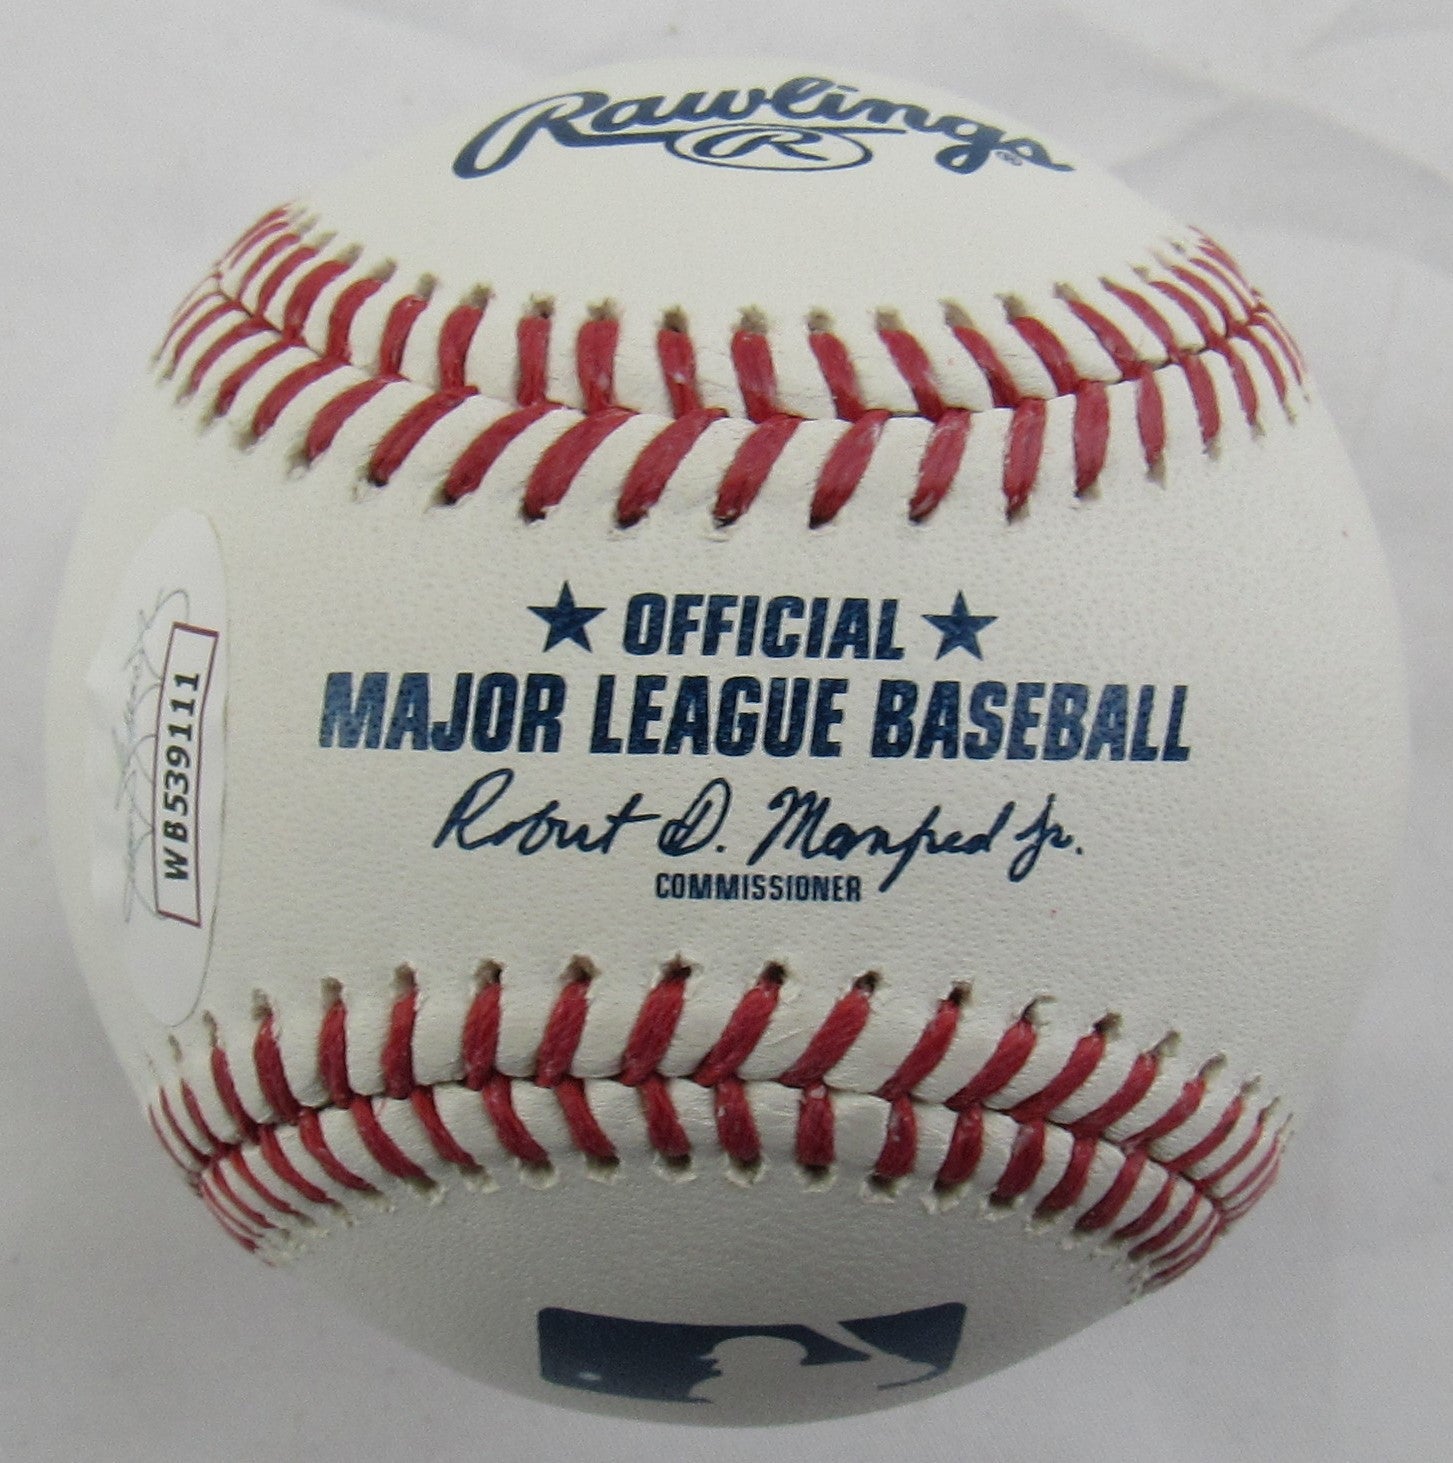 Rawlings
R
®
★ OFFICIAL ★
MAJOR LEAGUE BASEBALL
Robert D. Manfred Jr.
COMMISSIONER
WB539111